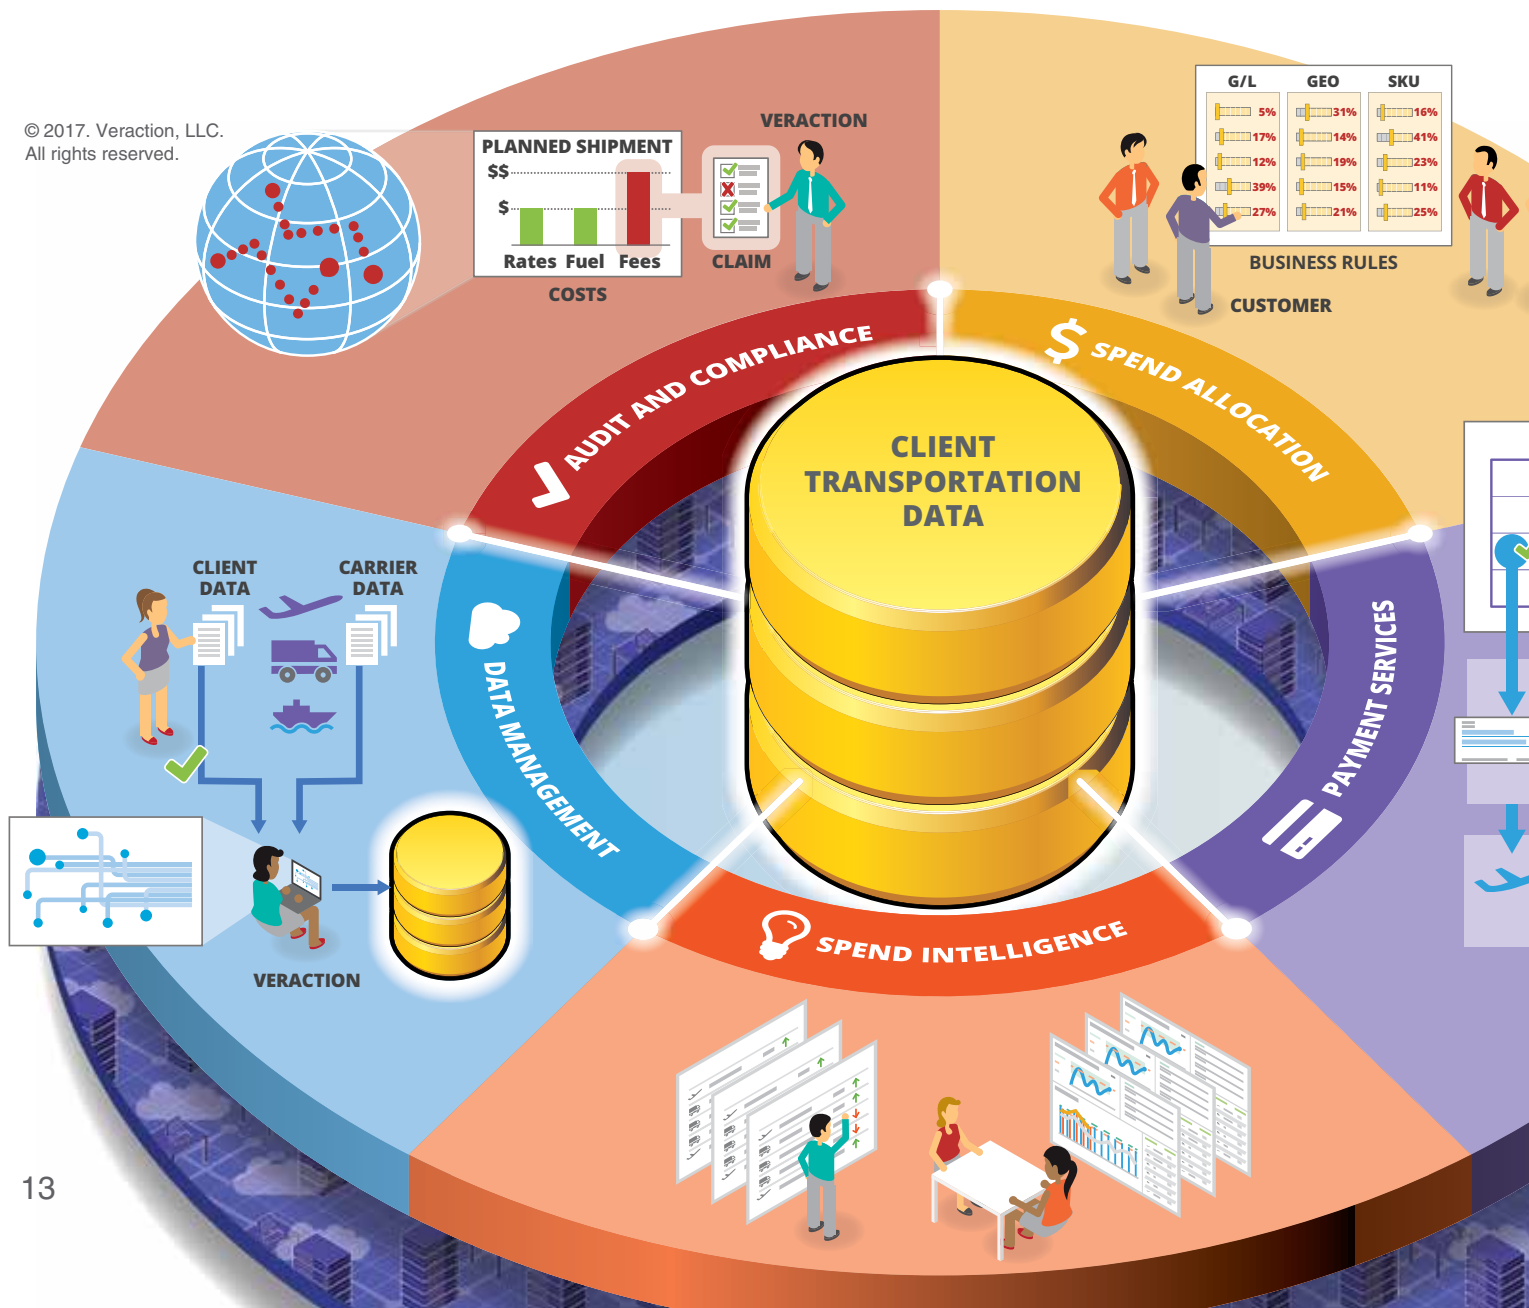 © 2017. Veraction, LLC.
All rights reserved.
PLANNED SHIPMENT
$$
$
Rates Fuel Fees
COSTS
CLAIM
VERACTION
G/L GEO SKU
5% 31% 16%
17% 14% 41%
12% 19% 23%
39% 15% 11%
27% 21% 25%
BUSINESS RULES
CUSTOMER
AUDIT AND COMPLIANCE
$ SPEND ALLOCATION
CLIENT
TRANSPORTATION
DATA
CLIENT
DATA
CARRIER
DATA
DATA MANAGEMENT
PAYMENT SERVICES
VERACTION
SPEND INTELLIGENCE
13